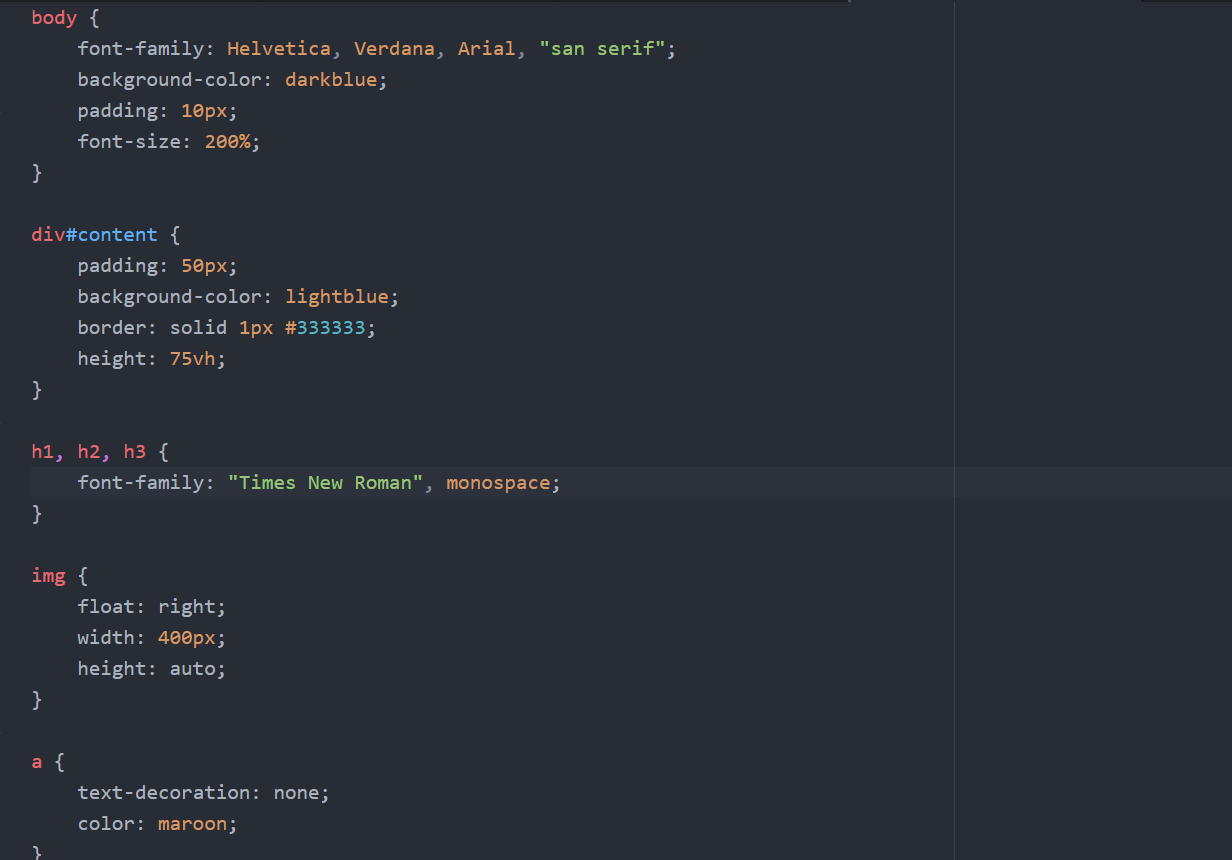 body {
    font-family: Helvetica, Verdana, Arial, "san serif";
    background-color: darkblue;
    padding: 10px;
    font-size: 200%;
}

div#content {
    padding: 50px;
    background-color: lightblue;
    border: solid 1px #333333;
    height: 75vh;
}

h1, h2, h3 {
    font-family: "Times New Roman", monospace;
}

img {
    float: right;
    width: 400px;
    height: auto;
}

a {
    text-decoration: none;
    color: maroon;
}